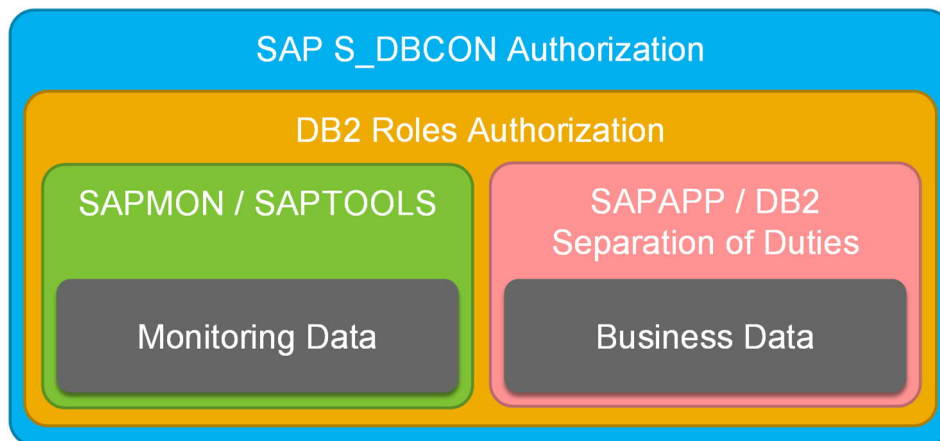 SAP S_DBCON Authorization
DB2 Roles Authorization
SAPMON / SAPTOOLS
Monitoring Data
SAPAPP / DB2
Separation of Duties
Business Data